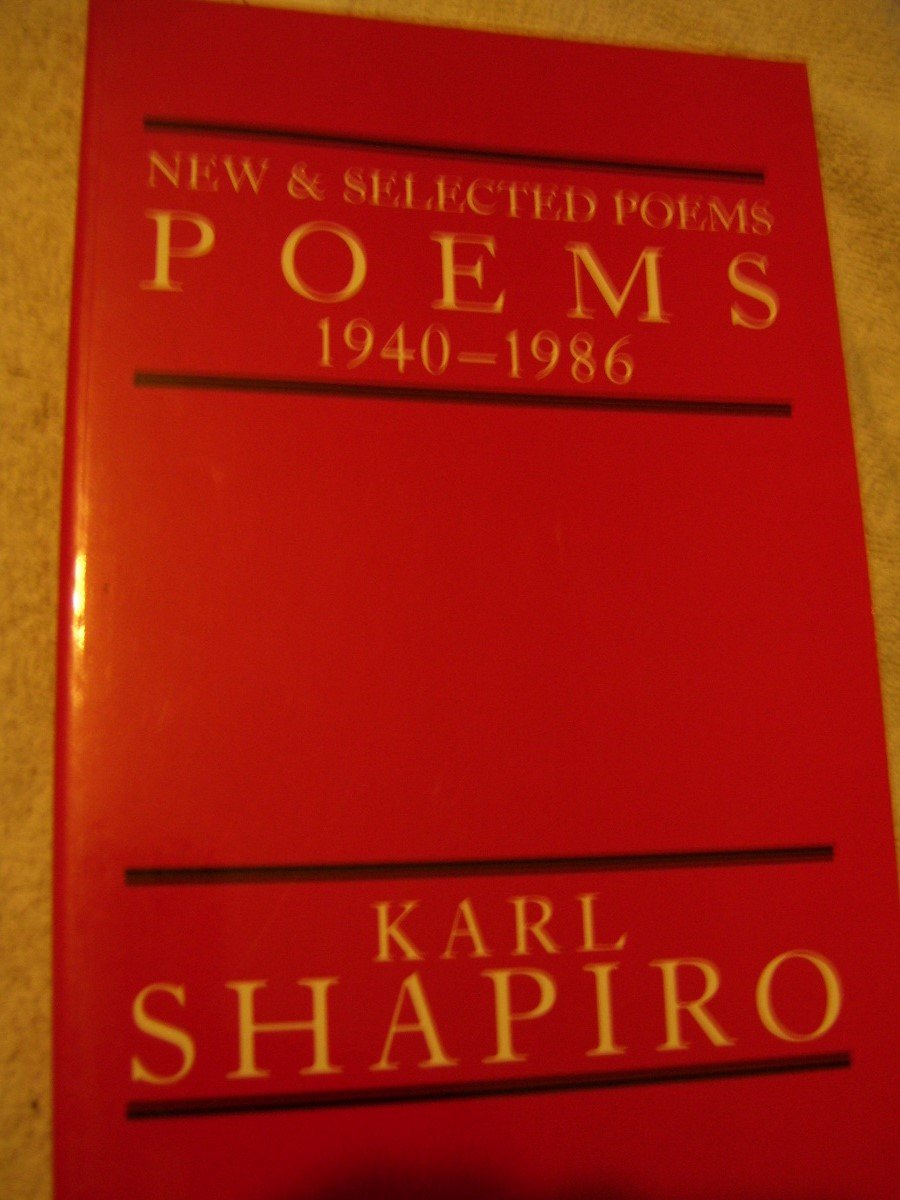 NEW & SELECTED POEMS
POEMS
1940–1986
KARL
SHAPIRO